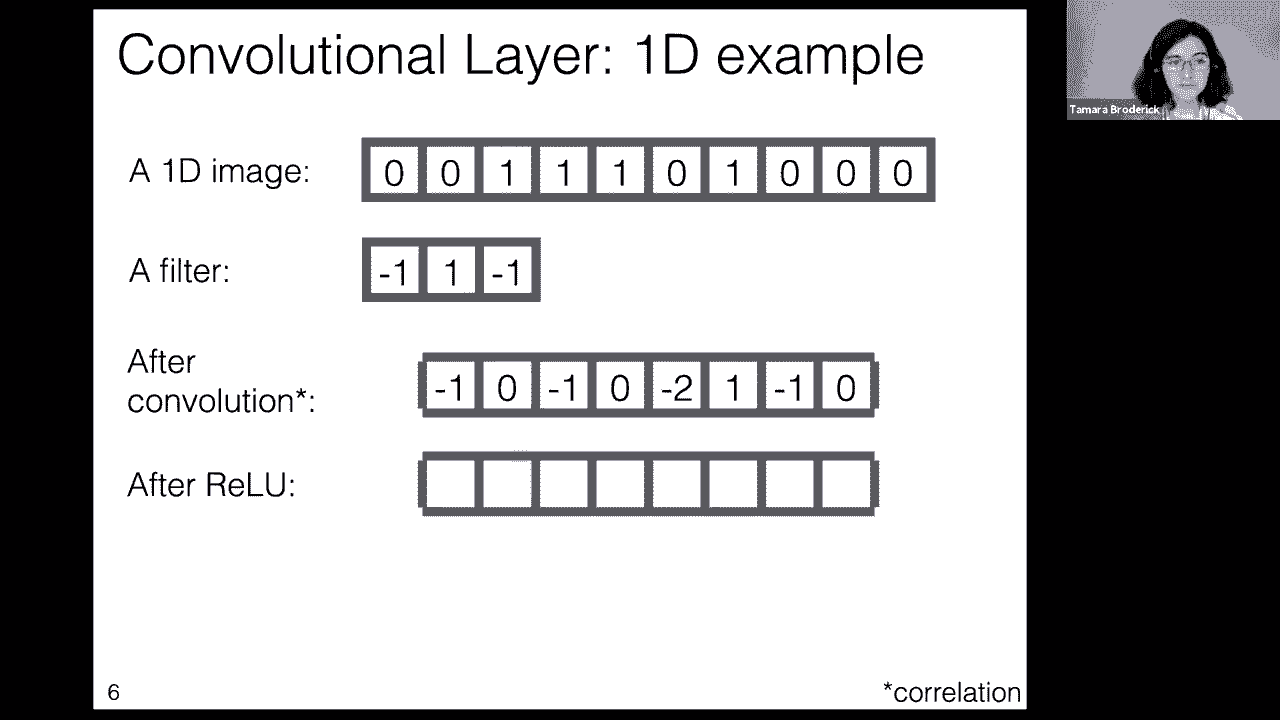 Convolutional Layer: 1D example
Tamara Broderick
A 1D image: 0 0 1 1 1 0 1 0 0 0
A filter: -1 1 -1
After
convolution*: -1 0 -1 0 -2 1 -1 0
After ReLU:
6
*correlation